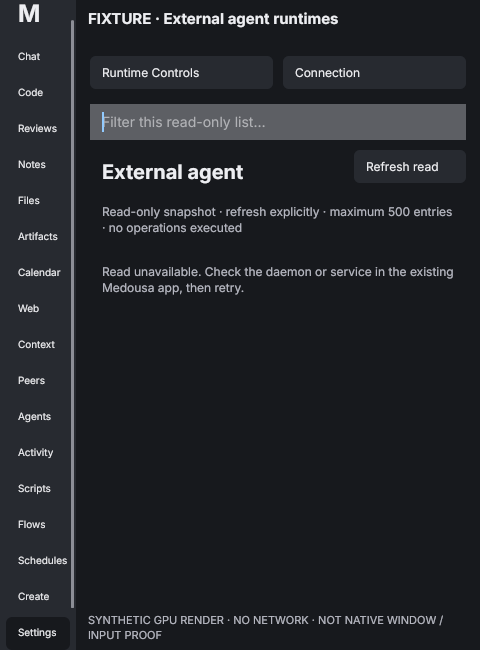 M
Chat
Code
Reviews
Notes
Files
Artifacts
Calendar
Web
Context
Peers
Agents
Activity
Scripts
Flows
Schedules
Create
Settings
FIXTURE · External agent runtimes
Runtime Controls
Connection
Filter this read-only list...
External agent
Refresh read
Read-only snapshot · refresh explicitly · maximum 500 entries
· no operations executed
Read unavailable. Check the daemon or service in the existing
Medousa app, then retry.
SYNTHETIC GPU RENDER · NO NETWORK · NOT NATIVE WINDOW /
INPUT PROOF